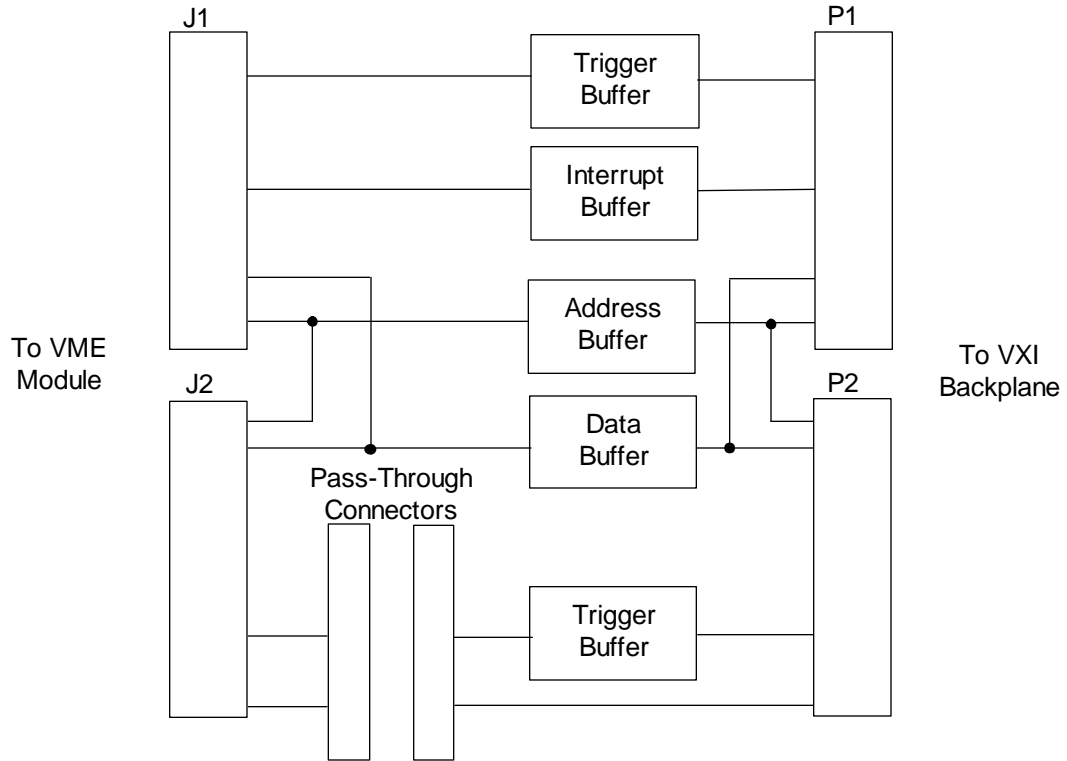 J1
P1
Trigger
Buffer
Interrupt
Buffer
Address
Buffer
To VME
Module
To VXI
Backplane
J2
P2
Data
Buffer
Pass-Through
Connectors
Trigger
Buffer